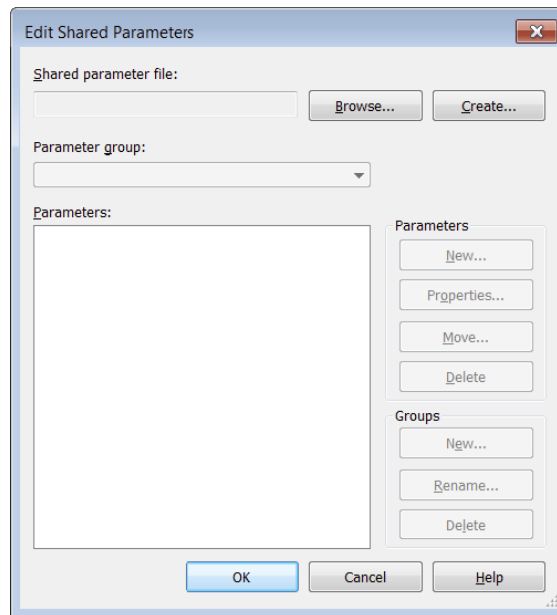 Edit Shared Parameters
Shared parameter file:
Browse...
Create...
Parameter group:
Parameters:
Parameters
New...
Properties...
Move...
Delete
Groups
New...
Rename...
Delete
OK
Cancel
Help